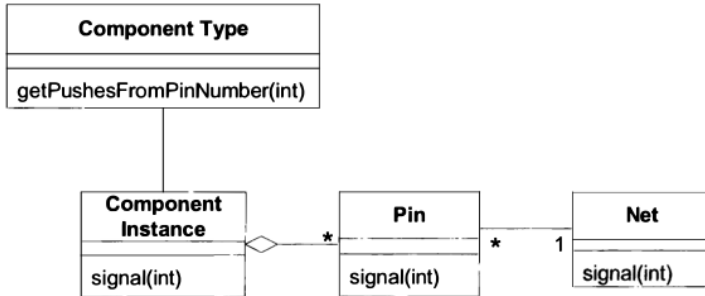 Component Type
getPushesFromPinNumber(int)
Component
Instance
signal(int)
*
Pin
signal(int)
*
1
Net
signal(int)